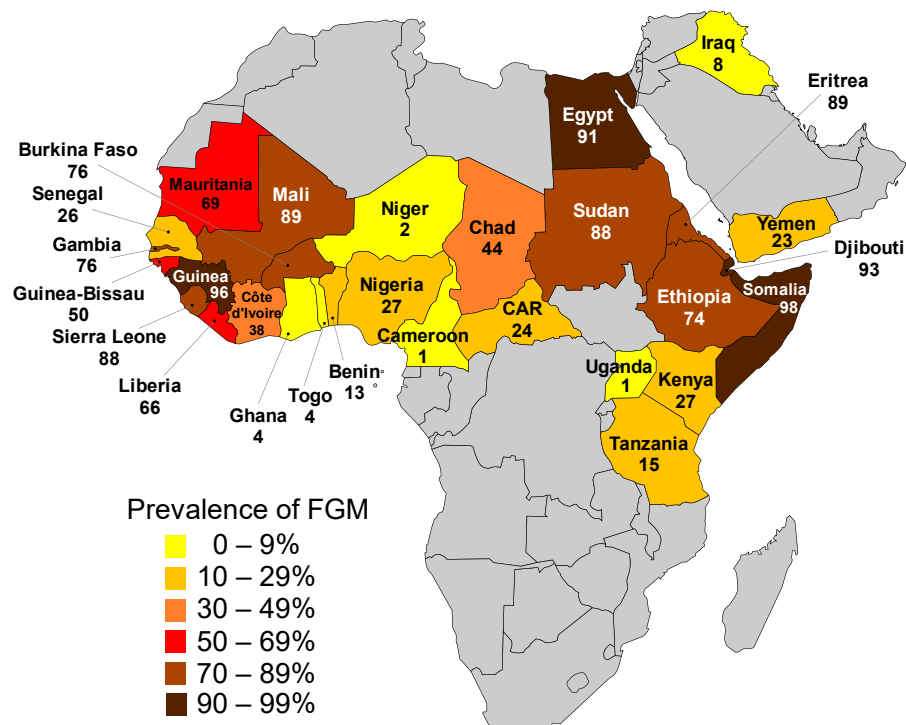 Iraq
8
Eritrea
89
Egypt
91
Burkina Faso
76
Mauritania
69
Mali
89
Senegal
26
Niger
2
Chad
44
Sudan
88
Yemen
23
Gambia
76
Djibouti
93
Guinea
96
Guinea-Bissau
50
Côte
d'Ivoire
38
Nigeria
27
Somalia
98
Ethiopia
74
CAR
24
Sierra Leone
88
Cameroon
1
Liberia
66
Ghana
4
Togo
4
Benin
13
Uganda
1
Kenya
27
Tanzania
15
Prevalence of FGM
0 – 9%
10 – 29%
30 – 49%
50 – 69%
70 – 89%
90 – 99%